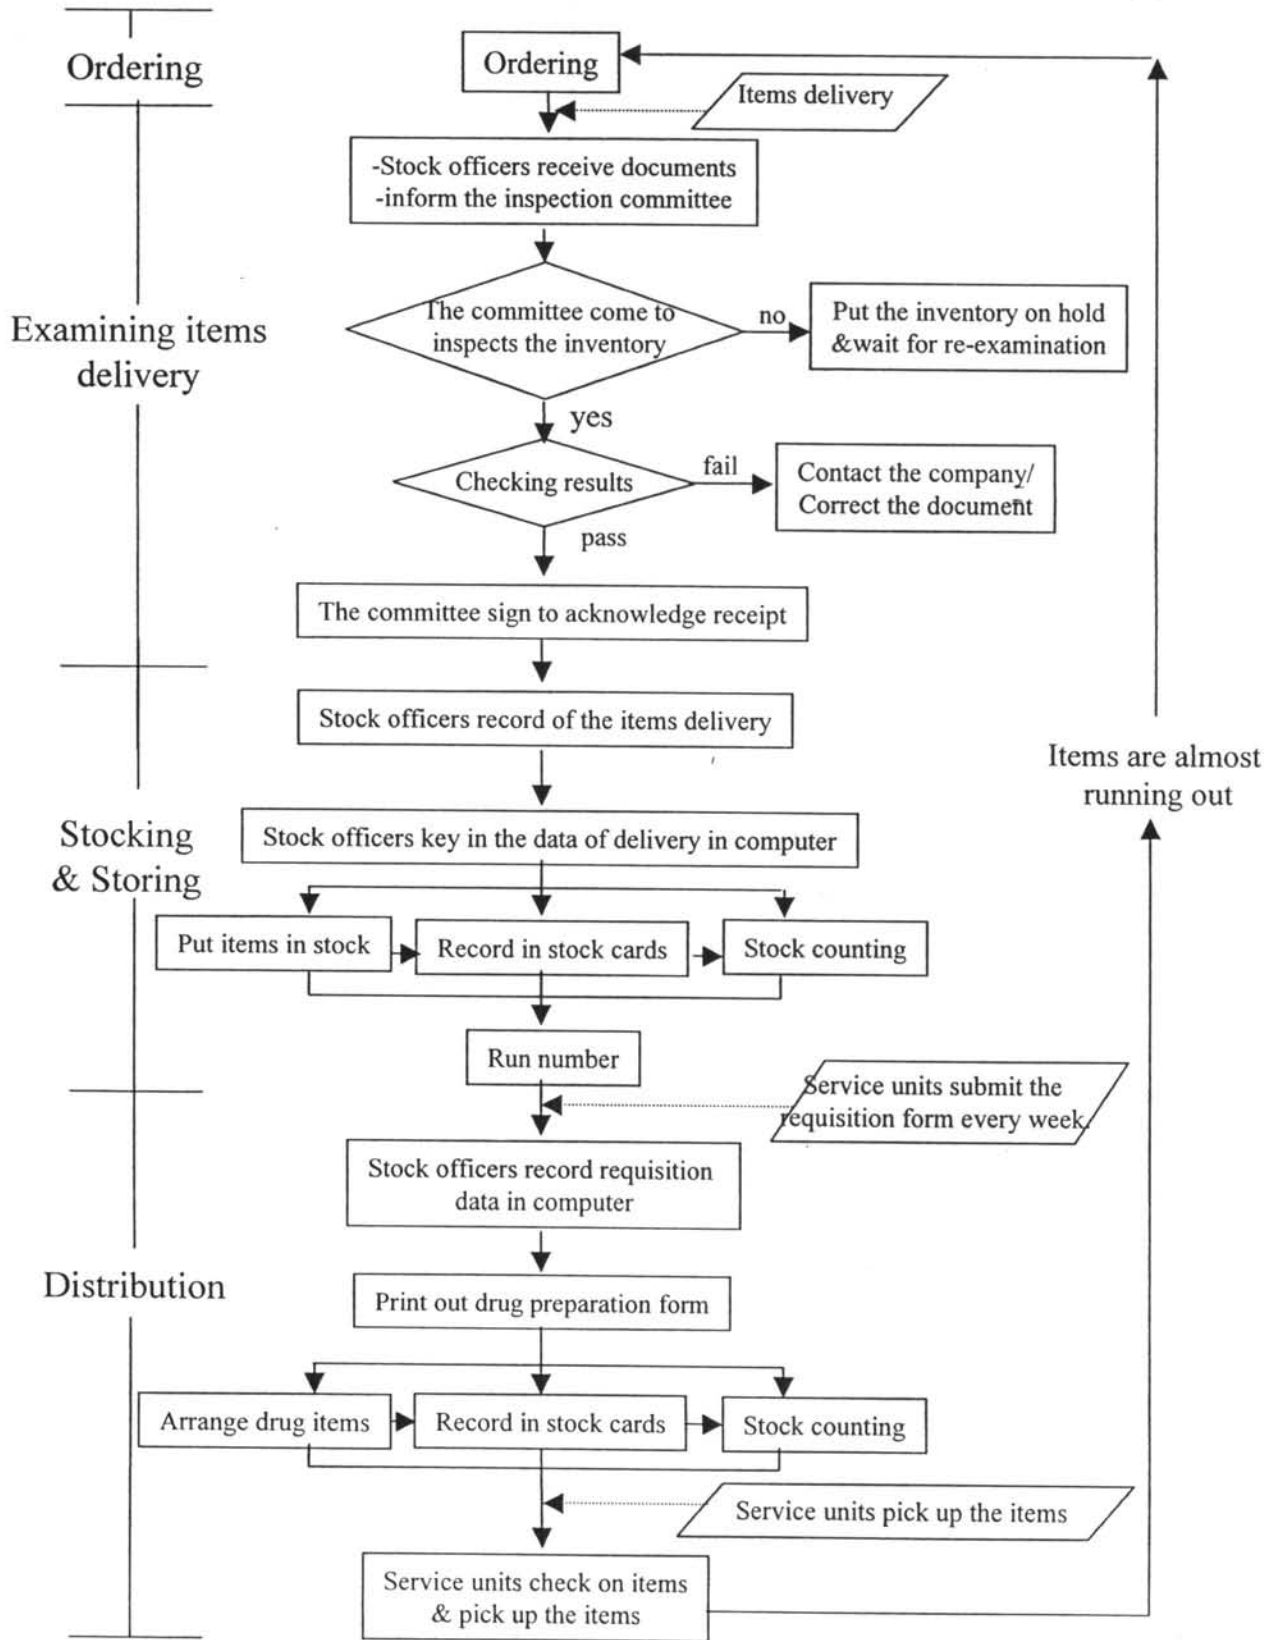 Ordering
Ordering
Items delivery
-Stock officers receive documents
-inform the inspection committee
Examining items
delivery
The committee come to
inspects the inventory
no
Put the inventory on hold
&wait for re-examination
yes
Checking results
fail
Contact the company/
Correct the document
pass
The committee sign to acknowledge receipt
Stock officers record of the items delivery
Items are almost
running out
Stocking
& Storing
Stock officers key in the data of delivery in computer
Put items in stock
Record in stock cards
Stock counting
Run number
Service units submit the
requisition form every week.
Stock officers record requisition
data in computer
Distribution
Print out drug preparation form
Arrange drug items
Record in stock cards
Stock counting
Service units pick up the items
Service units check on items
& pick up the items